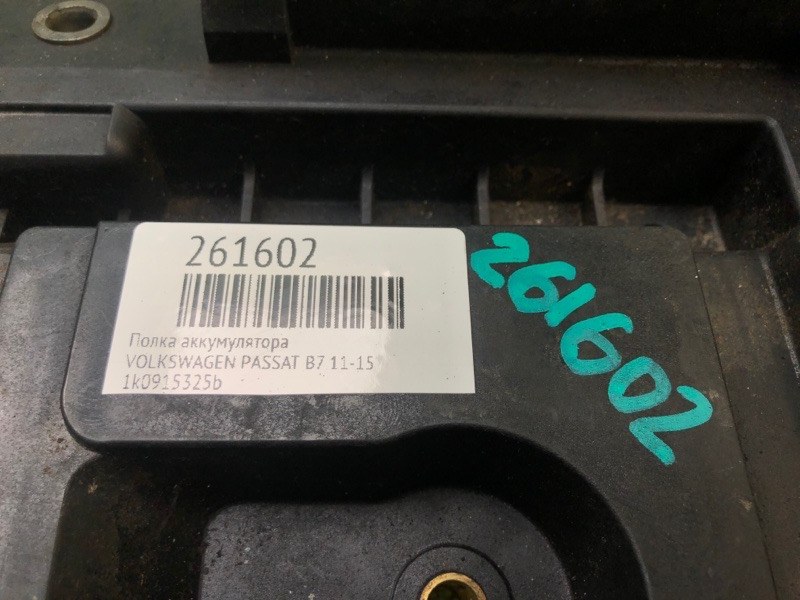 261602
Полка аккумулятора
VOLKSWAGEN PASSAT B7 11-15
1k0915325b
261602